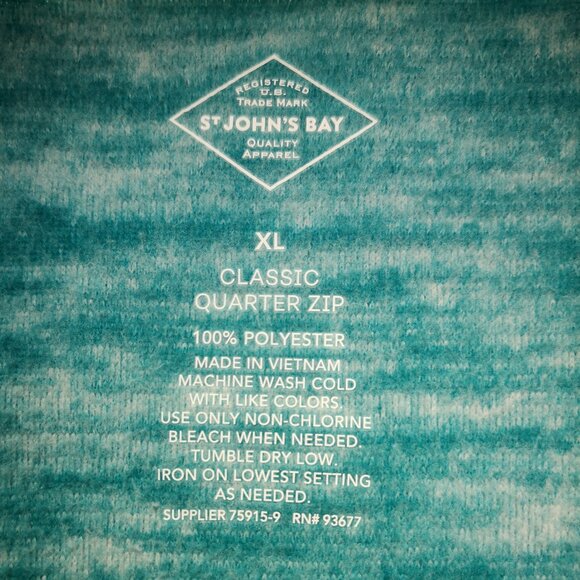 REGISTERED
U.S.
TRADE MARK
ST JOHN'S BAY
QUALITY
APPAREL
XL
CLASSIC
QUARTER ZIP
100% POLYESTER
MADE IN VIETNAM
MACHINE WASH COLD
WITH LIKE COLORS.
USE ONLY NON-CHLORINE
BLEACH WHEN NEEDED.
TUMBLE DRY LOW.
IRON ON LOWEST SETTING
AS NEEDED.
SUPPLIER 75915-9 RN# 93677